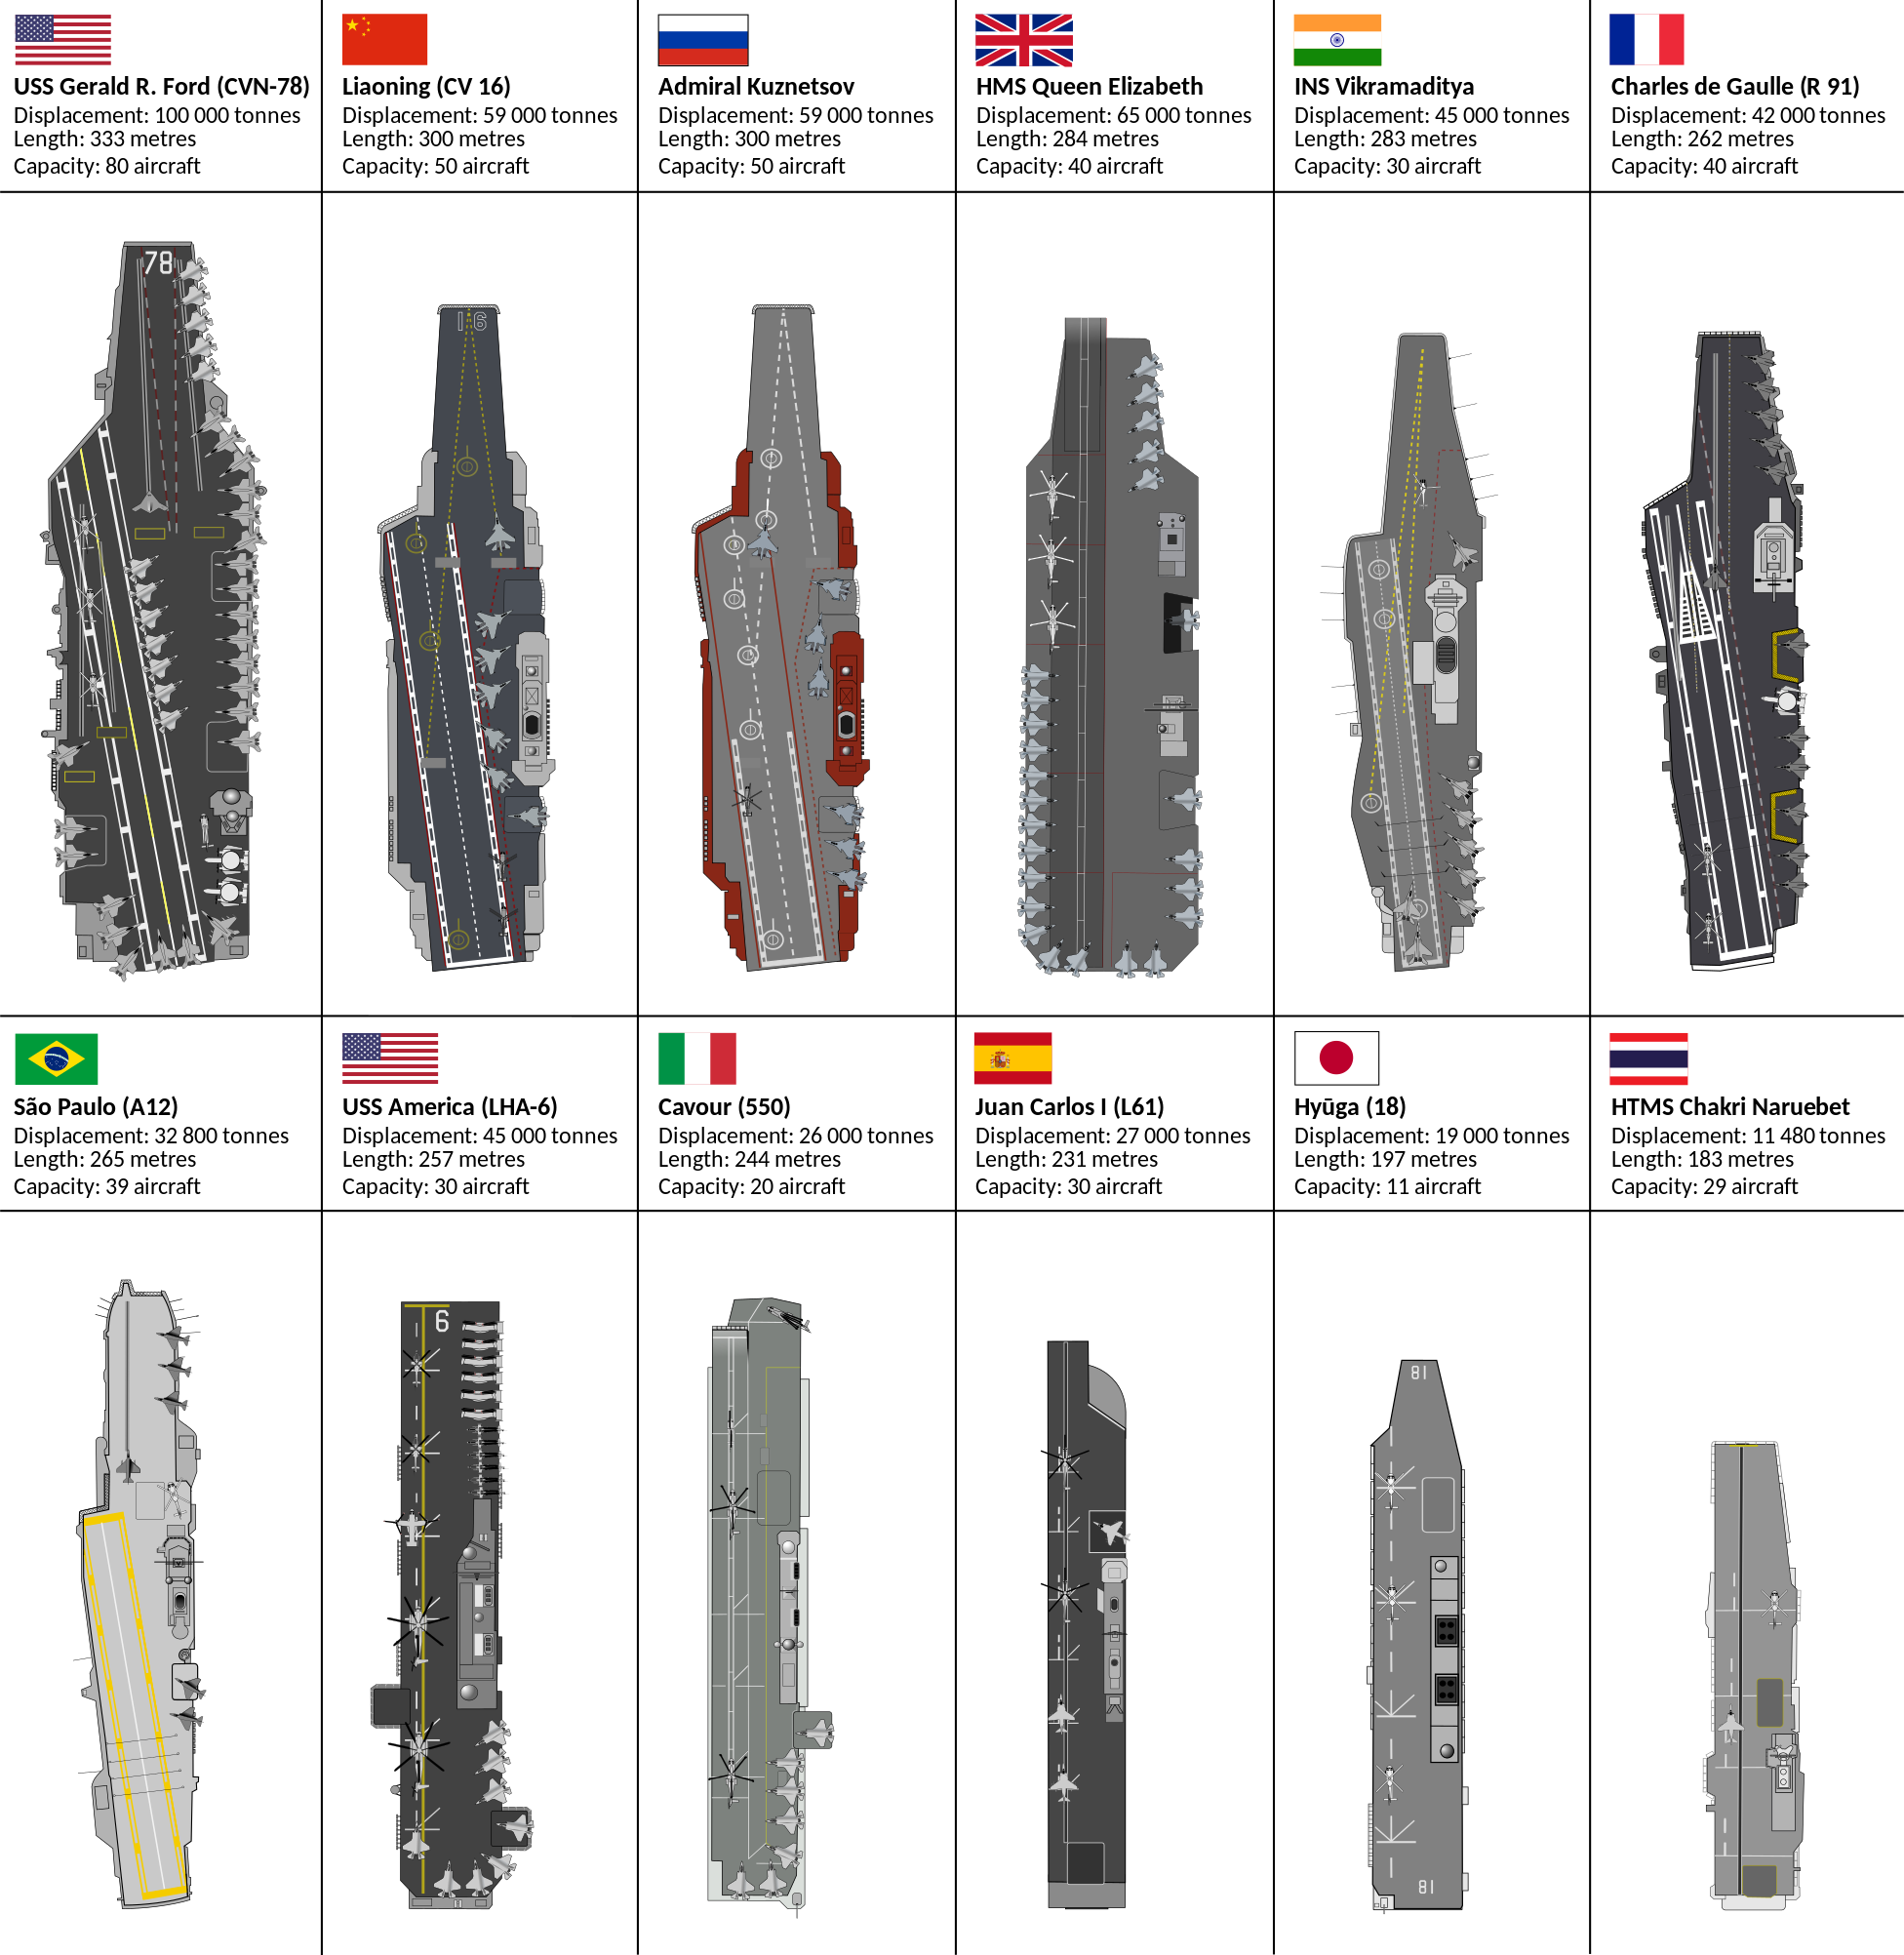 USS Gerald R. Ford (CVN-78)
Displacement: 100 000 tonnes
Length: 333 metres
Capacity: 80 aircraft
Liaoning (CV 16)
Displacement: 59 000 tonnes
Length: 300 metres
Capacity: 50 aircraft
Admiral Kuznetsov
Displacement: 59 000 tonnes
Length: 300 metres
Capacity: 50 aircraft
HMS Queen Elizabeth
Displacement: 65 000 tonnes
Length: 284 metres
Capacity: 40 aircraft
INS Vikramaditya
Displacement: 45 000 tonnes
Length: 283 metres
Capacity: 30 aircraft
Charles de Gaulle (R 91)
Displacement: 42 000 tonnes
Length: 262 metres
Capacity: 40 aircraft
78
16
São Paulo (A12)
Displacement: 32 800 tonnes
Length: 265 metres
Capacity: 39 aircraft
USS America (LHA-6)
Displacement: 45 000 tonnes
Length: 257 metres
Capacity: 30 aircraft
Cavour (550)
Displacement: 26 000 tonnes
Length: 244 metres
Capacity: 20 aircraft
Juan Carlos I (L61)
Displacement: 27 000 tonnes
Length: 231 metres
Capacity: 30 aircraft
Hyūga (18)
Displacement: 19 000 tonnes
Length: 197 metres
Capacity: 11 aircraft
HTMS Chakri Naruebet
Displacement: 11 480 tonnes
Length: 183 metres
Capacity: 29 aircraft
6
81
81